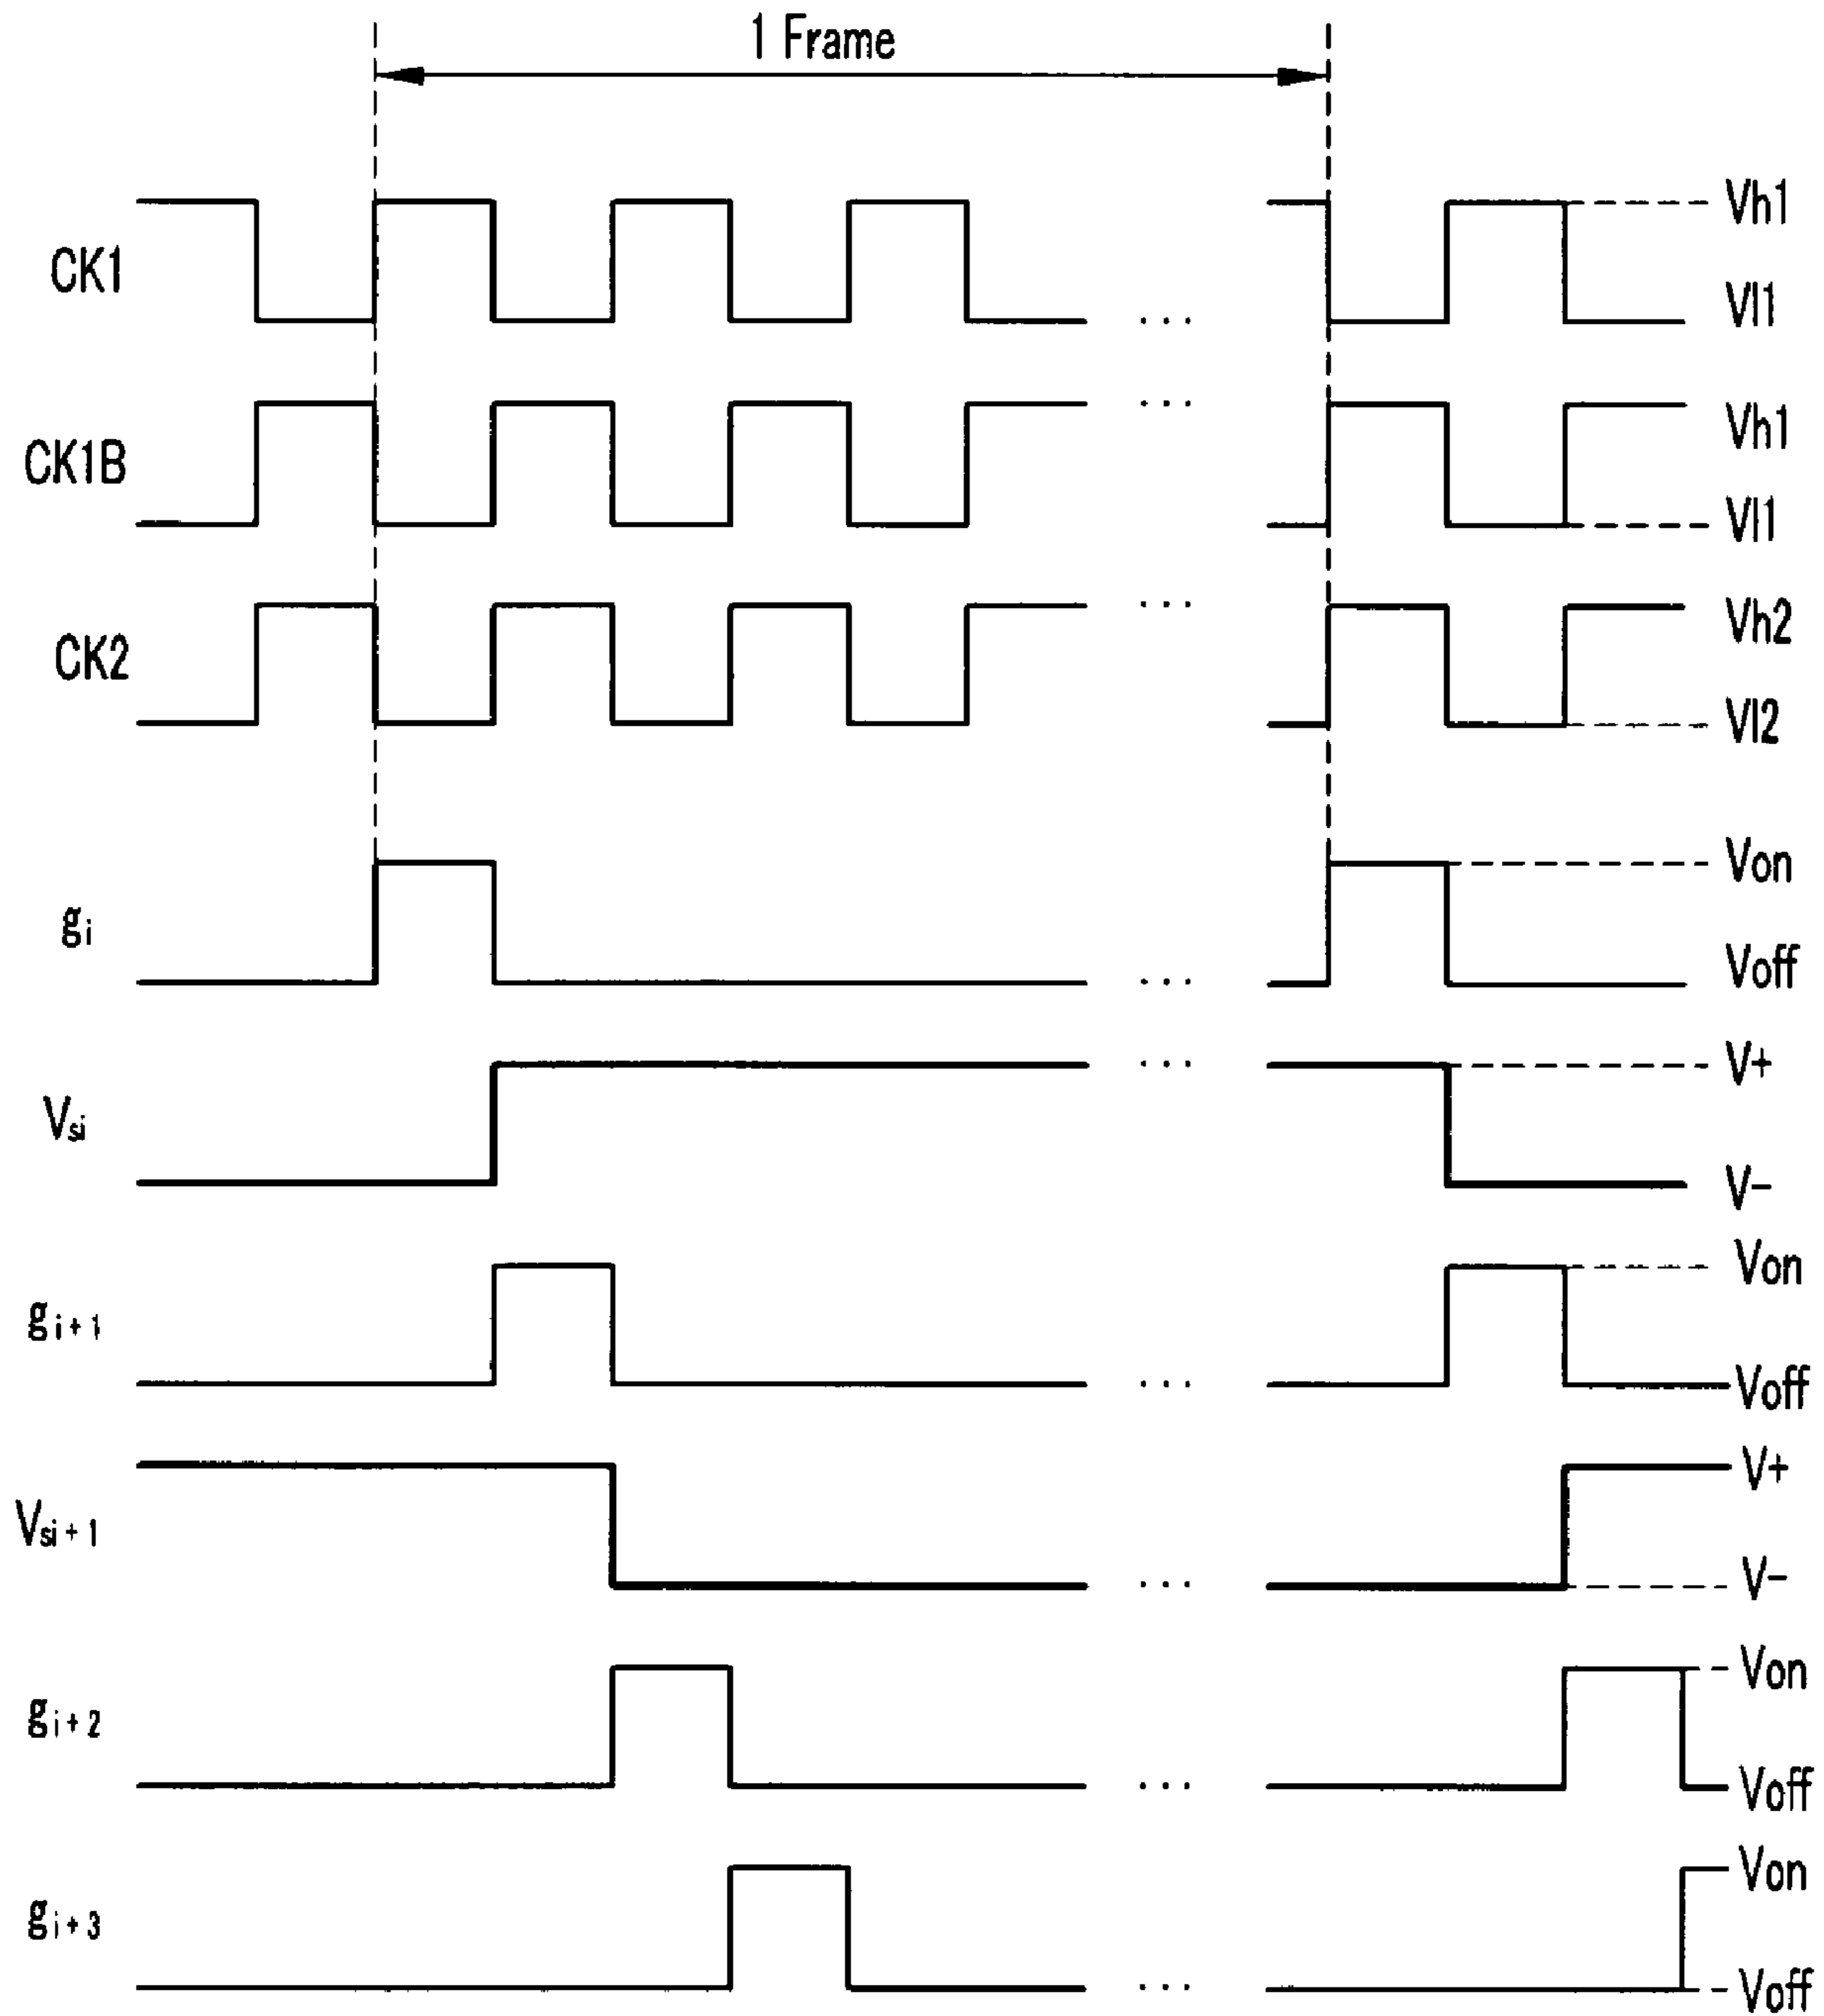 1 Frame
CK1
Vh1
Vl1
· · ·
CK1B
· · ·
Vh1
Vl1
CK2
· · ·
Vh2
Vl2
gi
Von
Voff
· · ·
Vsi
· · ·
V+
V-
gi+1
Von
Voff
· · ·
Vsi+1
V+
V-
· · ·
gi+2
Von
Voff
· · ·
gi+3
Von
Voff
· · ·